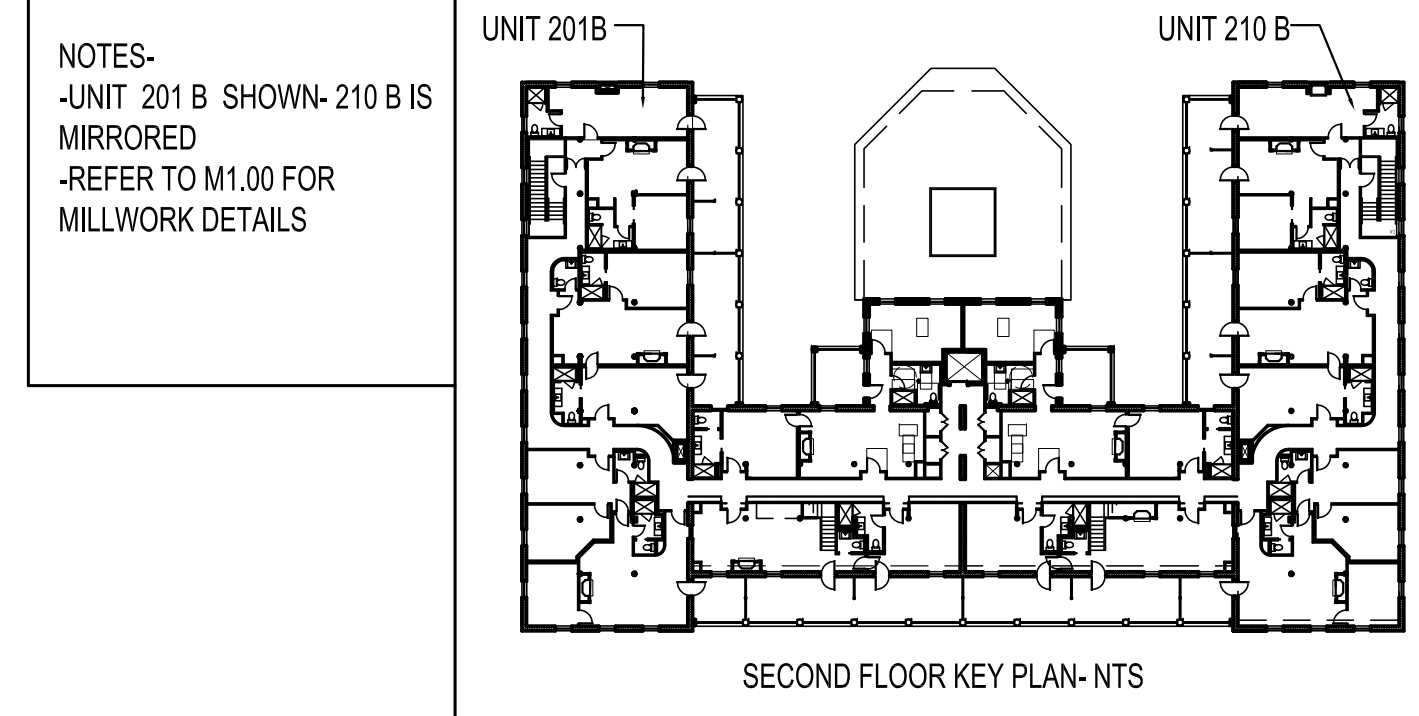 NOTES-
-UNIT 201 B SHOWN- 210 B IS
MIRRORED
-REFER TO M1.00 FOR
MILLWORK DETAILS
UNIT 201B
UNIT 210 B
SECOND FLOOR KEY PLAN- NTS